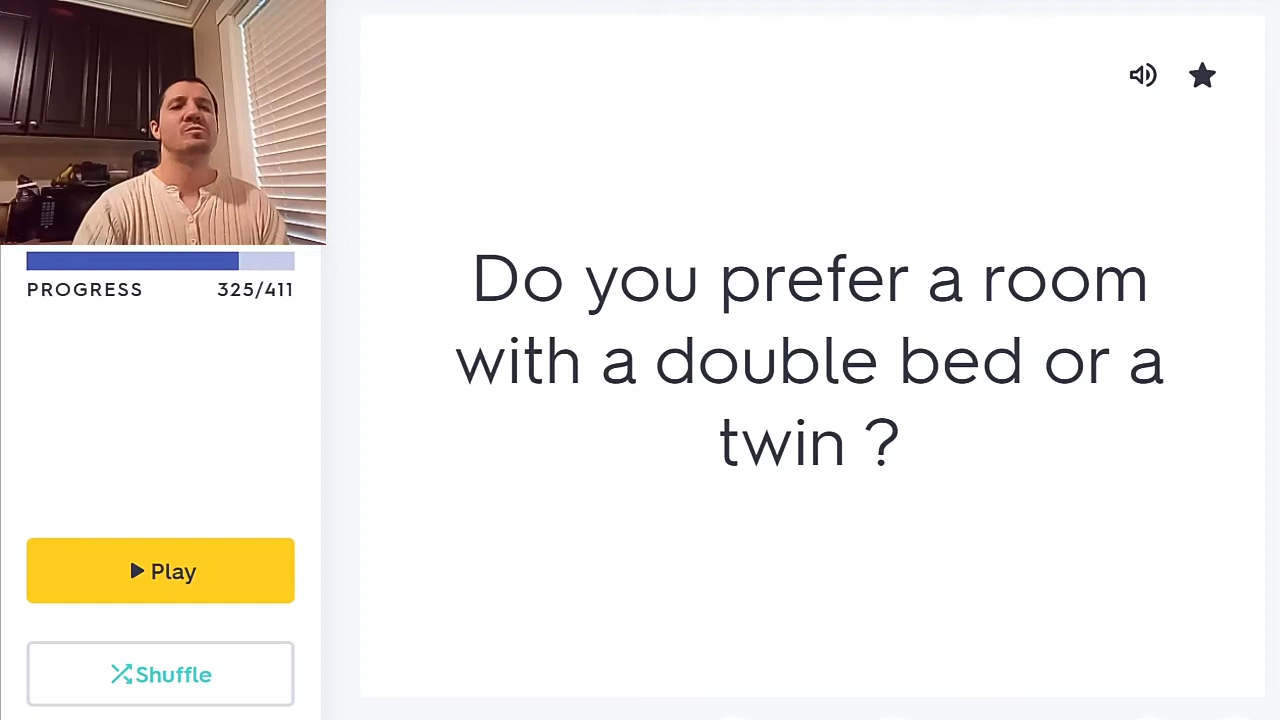 PROGRESS 325/411
Play
Shuffle
Do you prefer a room
with a double bed or a
twin ?